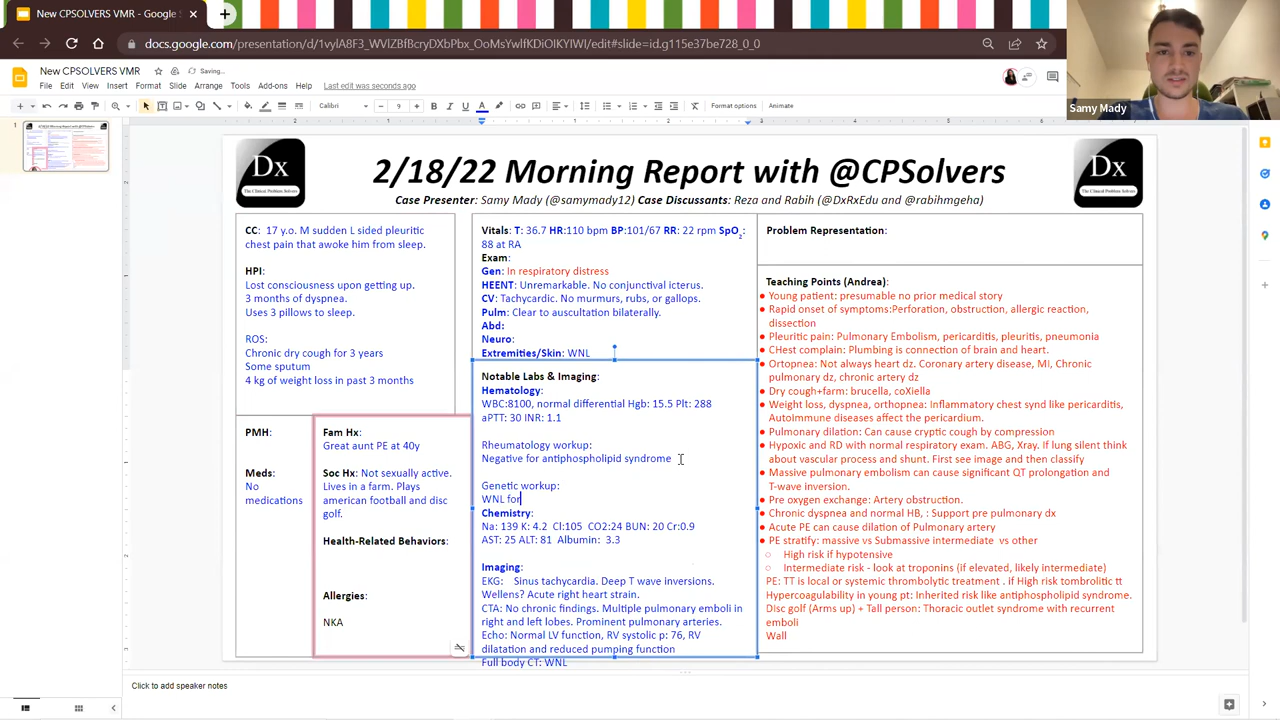 New CPSOLVERS VMR - Google S
docs.google.com/presentation/d/1vylA8F3_WVlZBfBcryDXbPbx_OoMsYwlfKDiOIKYIWI/edit#slide=id.g115e37be728_0_0
New CPSOLVERS VMR
Saving...
File Edit View Insert Format Slide Arrange Tools Add-ons Help Last edit was seconds ago
Calibri
9
Format options
Animate
Samy Mady
1
Dx
The Clinical Problem Solvers
2/18/22 Morning Report with @CPSolvers
Case Presenter: Samy Mady (@samymady12) Case Discussants: Reza and Rabih (@DxRxEdu and @rabihmgeha)
Dx
The Clinical Problem Solvers
CC: 17 y.o. M sudden L sided pleuritic
chest pain that awoke him from sleep.
HPI:
Lost consciousness upon getting up.
3 months of dyspnea.
Uses 3 pillows to sleep.
ROS:
Chronic dry cough for 3 years
Some sputum
4 kg of weight loss in past 3 months
PMH:
Meds:
No
medications
Fam Hx:
Great aunt PE at 40y
Soc Hx: Not sexually active.
Lives in a farm. Plays
american football and disc
golf.
Health-Related Behaviors:
Allergies:
NKA
Vitals: T: 36.7 HR:110 bpm BP:101/67 RR: 22 rpm SpO2:
88 at RA
Exam:
Gen: In respiratory distress
HEENT: Unremarkable. No conjunctival icterus.
CV: Tachycardic. No murmurs, rubs, or gallops.
Pulm: Clear to auscultation bilaterally.
Abd:
Neuro:
Extremities/Skin: WNL
Notable Labs & Imaging:
Hematology:
WBC:8100, normal differential Hgb: 15.5 Plt: 288
aPTT: 30 INR: 1.1
Rheumatology workup:
Negative for antiphospholipid syndrome
Genetic workup:
WNL for
Chemistry:
Na: 139 K: 4.2 Cl:105 CO2:24 BUN: 20 Cr:0.9
AST: 25 ALT: 81 Albumin: 3.3
Imaging:
EKG: Sinus tachycardia. Deep T wave inversions.
Wellens? Acute right heart strain.
CTA: No chronic findings. Multiple pulmonary emboli in
right and left lobes. Prominent pulmonary arteries.
Echo: Normal LV function, RV systolic p: 76, RV
dilatation and reduced pumping function
Full body CT: WNL
Problem Representation:
Teaching Points (Andrea):
Young patient: presumable no prior medical story
Rapid onset of symptoms:Perforation, obstruction, allergic reaction,
dissection
Pleuritic pain: Pulmonary Embolism, pericarditis, pleuritis, pneumonia
CHest complain: Plumbing is connection of brain and heart.
Ortopnea: Not always heart dz. Coronary artery disease, MI, Chronic
pulmonary dz, chronic artery dz
Dry cough+farm: brucella, coXiella
Weight loss, dyspnea, orthopnea: Inflammatory chest synd like pericarditis,
Autoimmune diseases affect the pericardium.
Pulmonary dilation: Can cause cryptic cough by compression
Hypoxic and RD with normal respiratory exam. ABG, Xray. If lung silent think
about vascular process and shunt. First see image and then classify
Massive pulmonary embolism can cause significant QT prolongation and
T-wave inversion.
Pre oxygen exchange: Artery obstruction.
Chronic dyspnea and normal HB, : Support pre pulmonary dx
Acute PE can cause dilation of Pulmonary artery
PE stratify: massive vs Submassive intermediate vs other
High risk if hypotensive
Intermediate risk - look at troponins (if elevated, likely intermediate)
PE: TT is local or systemic thrombolytic treatment . if High risk tombrolitic tt
Hypercoagulability in young pt: Inherited risk like antiphospholipid syndrome.
Disc golf (Arms up) + Tall person: Thoracic outlet syndrome with recurrent
emboli
Wall
Click to add speaker notes